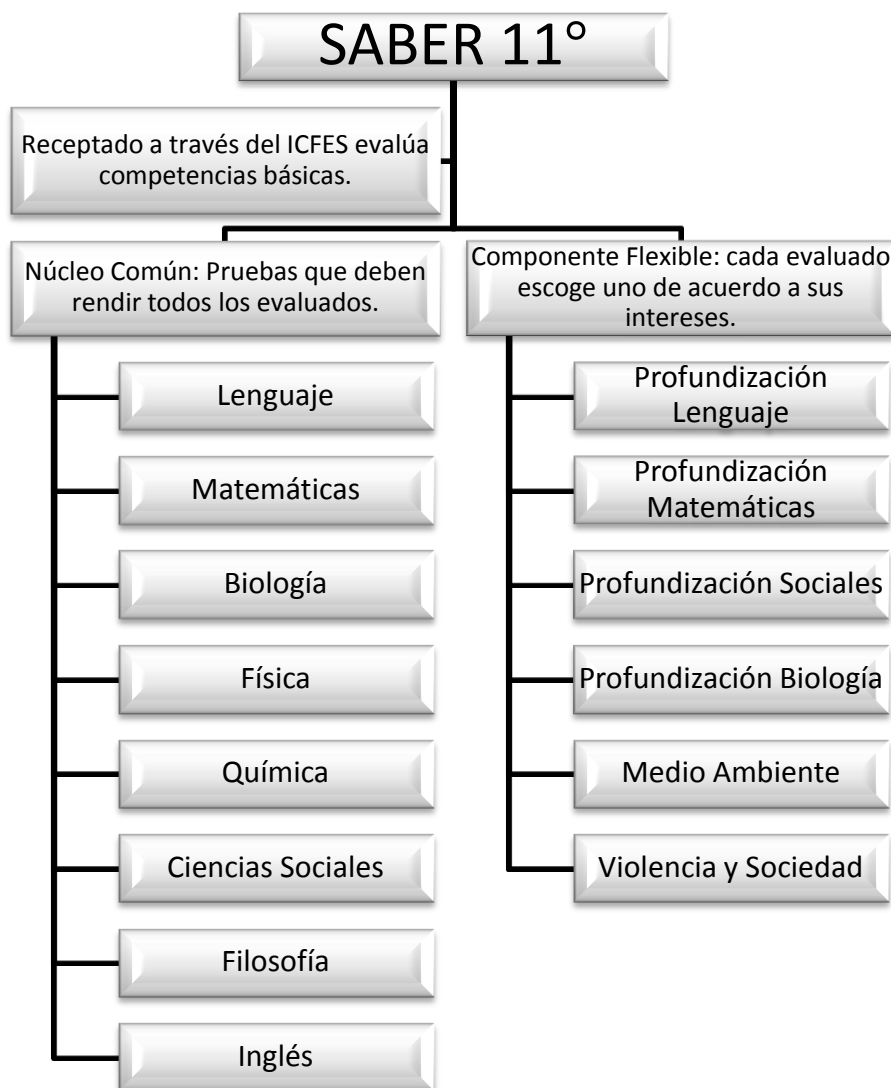 SABER 11°
Receptado a través del ICFES evalúa
competencias básicas.
Núcleo Común: Pruebas que deben
rendir todos los evaluados.
Lenguaje
Matemáticas
Biología
Física
Química
Ciencias Sociales
Filosofía
Inglés
Componente Flexible: cada evaluado
escoge uno de acuerdo a sus
intereses.
Profundización
Lenguaje
Profundización
Matemáticas
Profundización Sociales
Profundización Biología
Medio Ambiente
Violencia y Sociedad